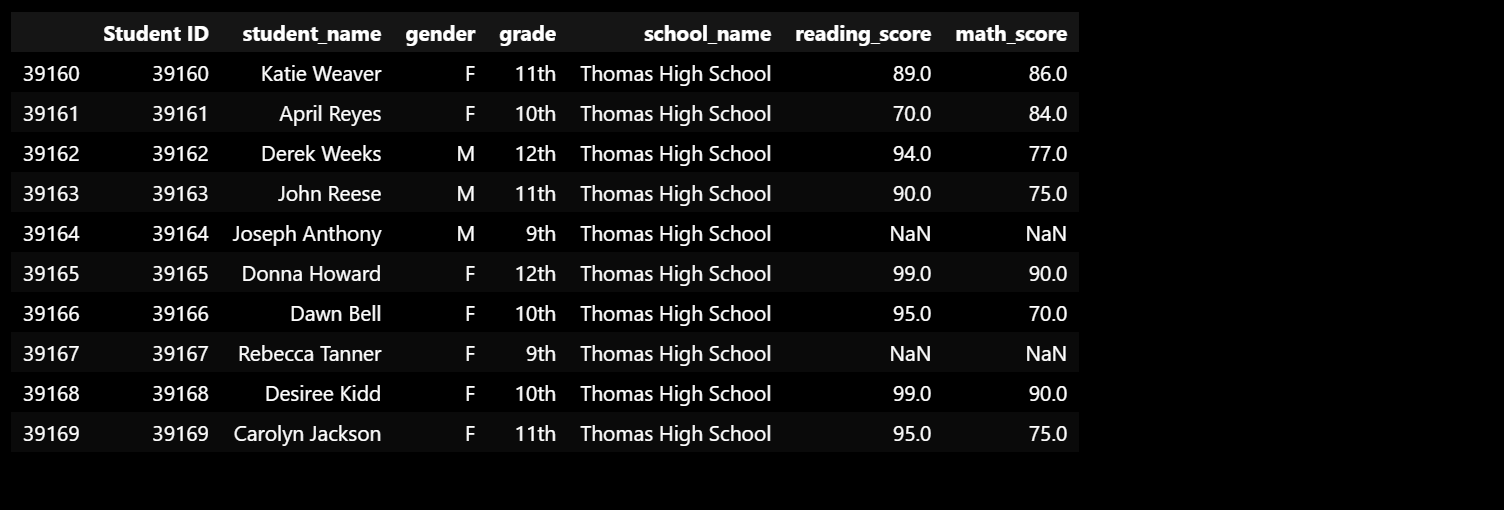 Student ID student_name gender grade school_name reading_score math_score
39160 39160 Katie Weaver F 11th Thomas High School 89.0 86.0
39161 39161 April Reyes F 10th Thomas High School 70.0 84.0
39162 39162 Derek Weeks M 12th Thomas High School 94.0 77.0
39163 39163 John Reese M 11th Thomas High School 90.0 75.0
39164 39164 Joseph Anthony M 9th Thomas High School NaN NaN
39165 39165 Donna Howard F 12th Thomas High School 99.0 90.0
39166 39166 Dawn Bell F 10th Thomas High School 95.0 70.0
39167 39167 Rebecca Tanner F 9th Thomas High School NaN NaN
39168 39168 Desiree Kidd F 10th Thomas High School 99.0 90.0
39169 39169 Carolyn Jackson F 11th Thomas High School 95.0 75.0